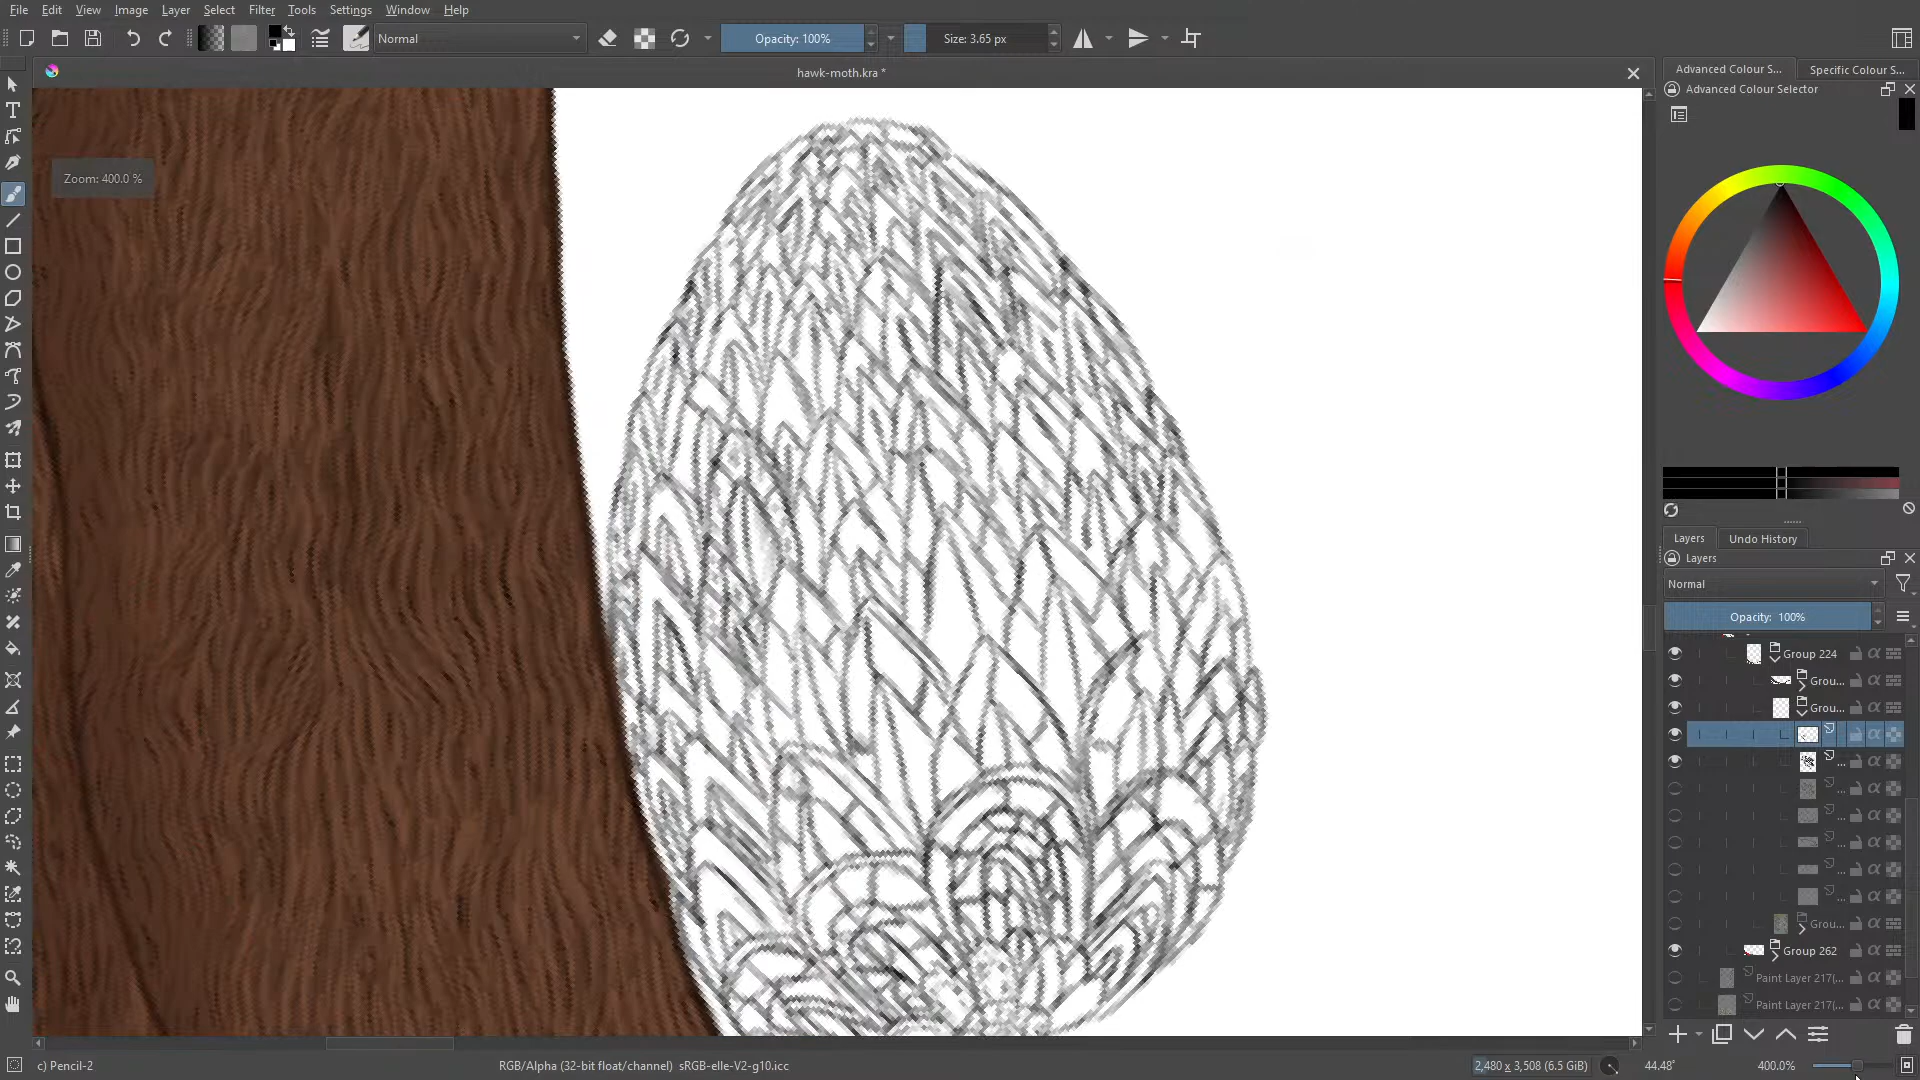 File Edit View Image Layer Select Filter Tools Settings Window Help
Normal
Opacity: 100%
Size: 3.65 px
hawk-moth.kra *
Advanced Colour S...
Specific Colour S...
Advanced Colour Selector
Zoom: 400.0 %
Layers
Undo History
Layers
Normal
Opacity: 100%
Group 224
Grou...
Grou...
...
...
...
...
...
...
Grou...
Group 262
Paint Layer 217(...
Paint Layer 217(...
c) Pencil-2
RGB/Alpha (32-bit float/channel) sRGB-elle-V2-g10.icc
2,480 x 3,508 (6.5 GiB)
44.48°
400.0%